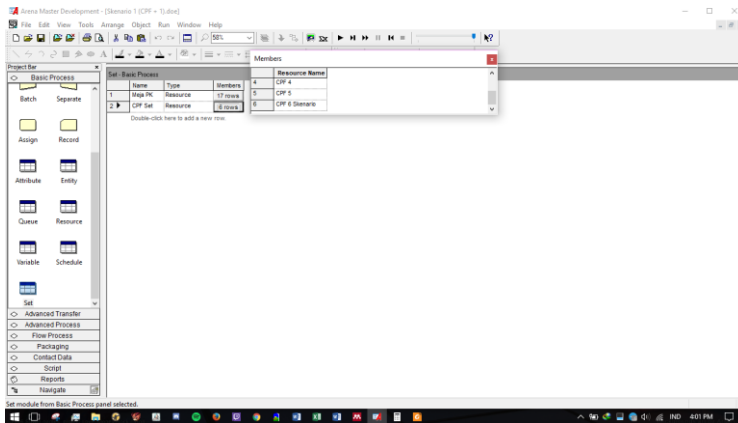 Arena Master Development - [Skenario 1 (CPF + 1).doe]
File Edit View Tools Arrange Object Run Window Help
58%
Project Bar
Basic Process
Batch Separate
Assign Record
Attribute Entity
Queue Resource
Variable Schedule
Set
Advanced Transfer
Advanced Process
Flow Process
Packaging
Contact Data
Script
Reports
Navigate
Set - Basic Process
Name Type Members
1 Meja PK Resource 17 rows
2 CPF Set Resource 6 rows
Double-click here to add a new row.
Members
Resource Name
4 CPF 4
5 CPF 5
6 CPF 6 Skenario
Set module from Basic Process panel selected.
IND 4:01 PM